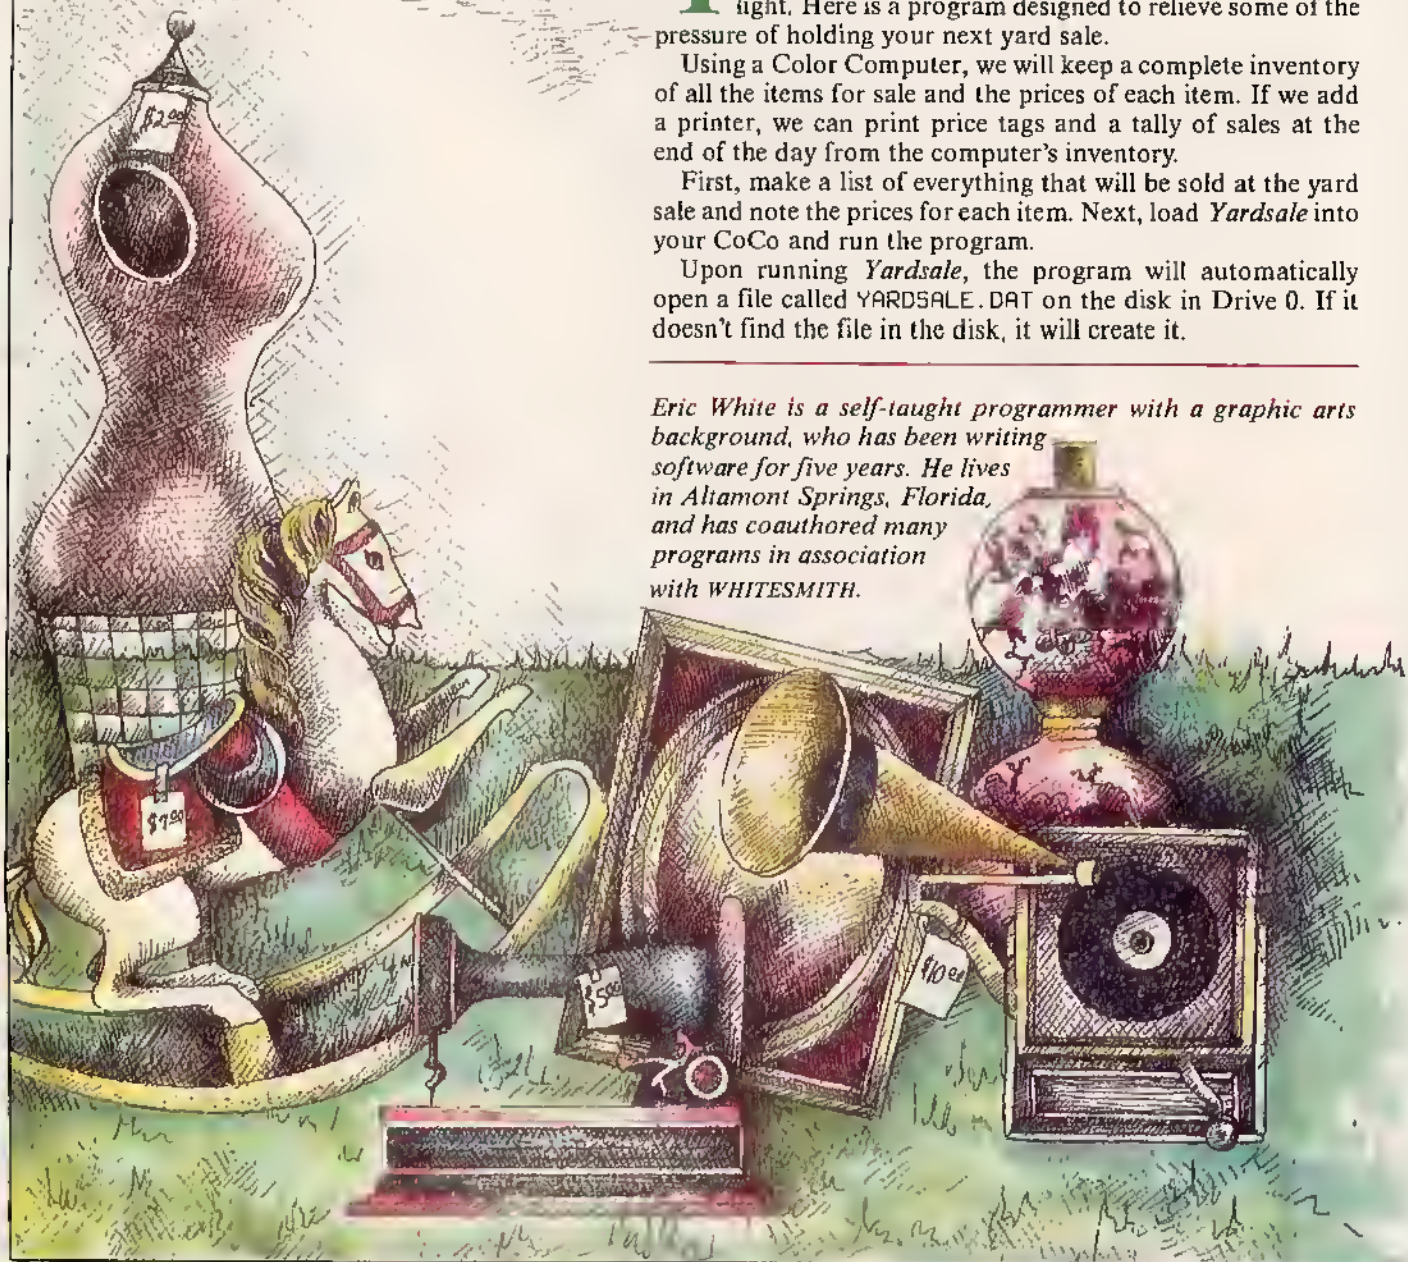 light. Here is a program designed to relieve some of the
pressure of holding your next yard sale.
Using a Color Computer, we will keep a complete inventory
of all the items for sale and the prices of each item. If we add
a printer, we can print price tags and a tally of sales at the
end of the day from the computer's inventory.
First, make a list of everything that will be sold at the yard
sale and note the prices for each item. Next, load Yardsale into
your CoCo and run the program.
Upon running Yardsale, the program will automatically
open a file called YARDSALE.DAT on the disk in Drive 0. If it
doesn't find the file in the disk, it will create it.
Eric White is a self-taught programmer with a graphic arts
background, who has been writing
software for five years. He lives
in Altamont Springs, Florida,
and has coauthored many
programs in association
with WHITESMITH.
$2.00
$7.00
$5.00
$10.00